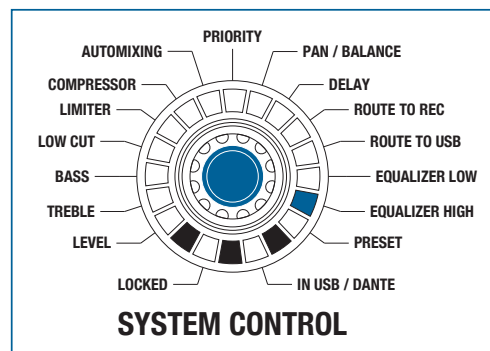 PRIORITY
AUTOMIXING
PAN / BALANCE
COMPRESSOR
DELAY
LIMITER
ROUTE TO REC
LOW CUT
ROUTE TO USB
BASS
EQUALIZER LOW
TREBLE
EQUALIZER HIGH
LEVEL
PRESET
LOCKED
IN USB / DANTE
SYSTEM CONTROL